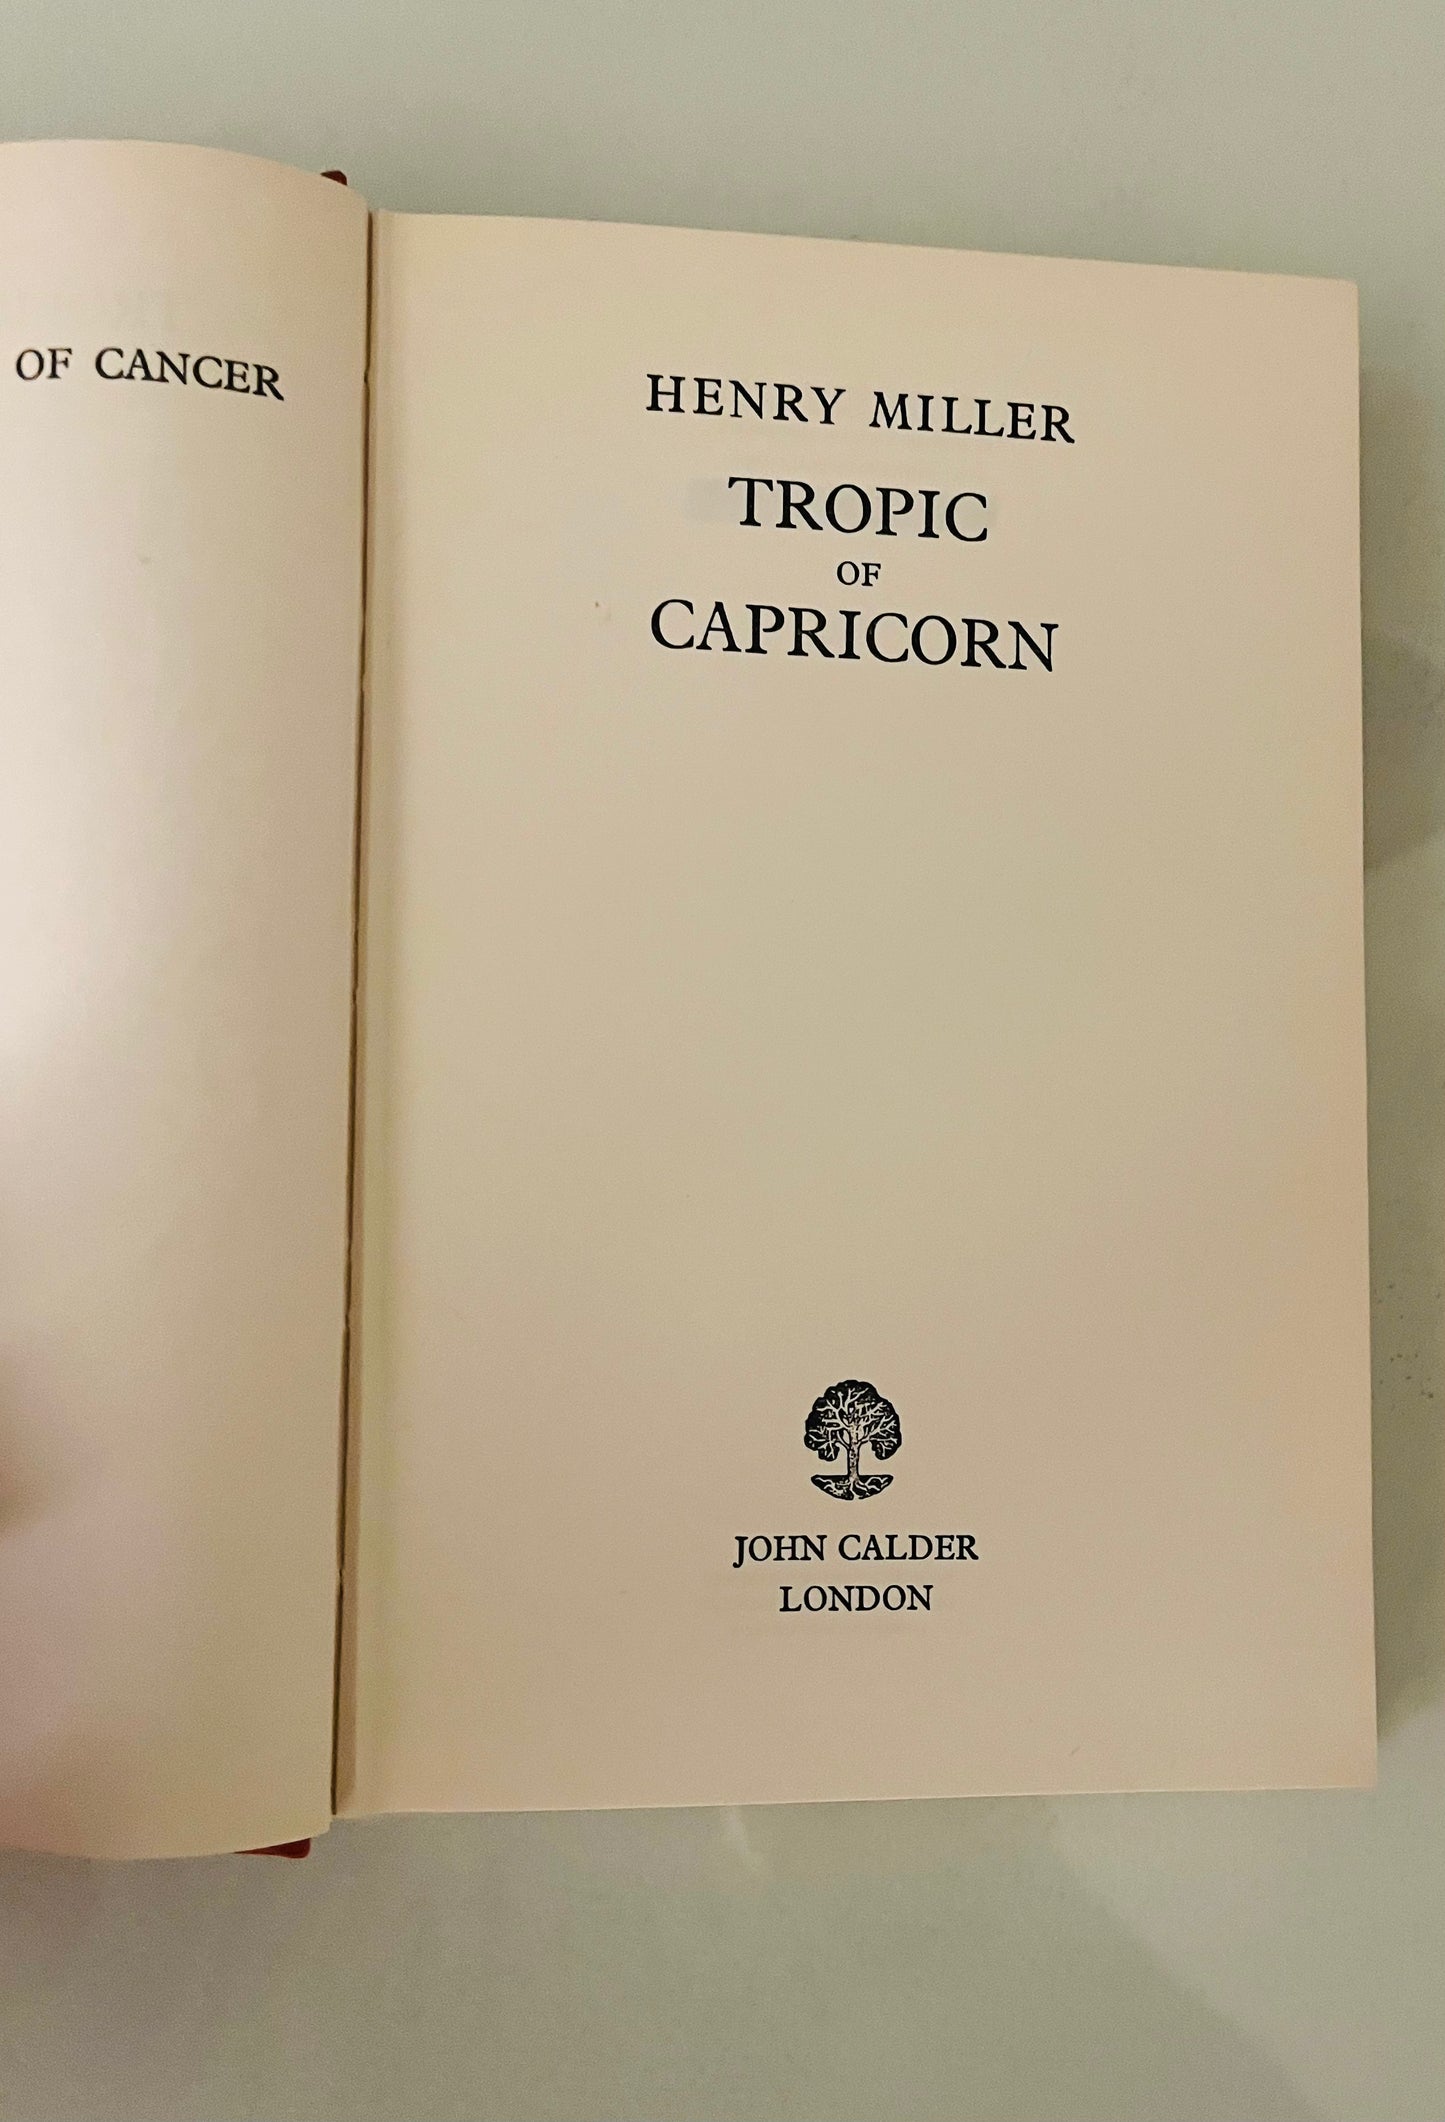 OF CANCER
HENRY MILLER
TROPIC
OF
CAPRICORN
JOHN CALDER
LONDON